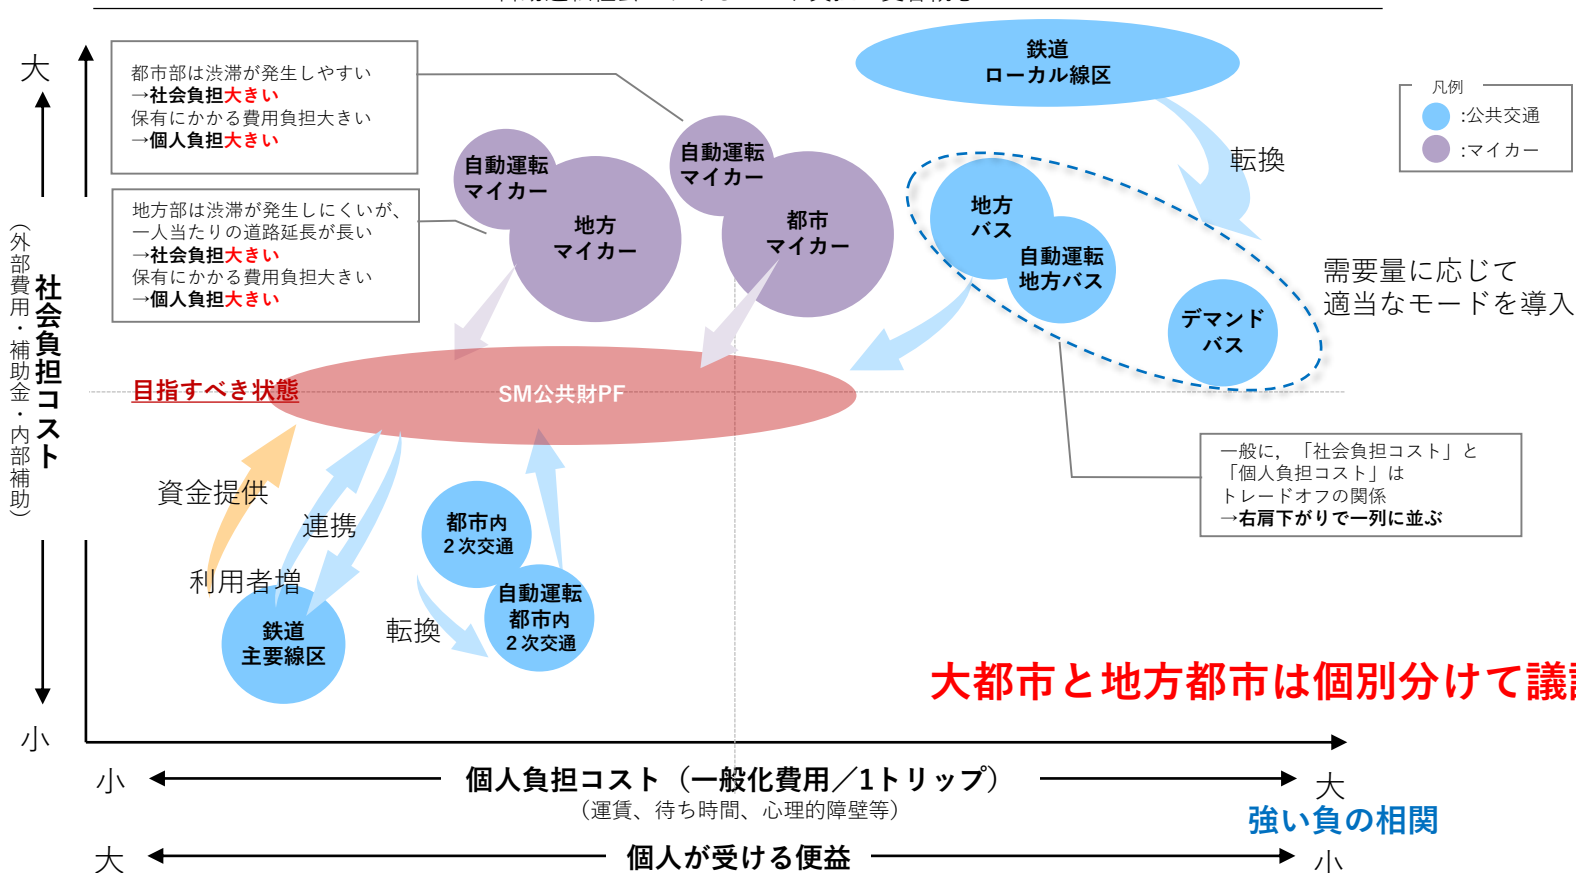 大
都市部は渋滞が発生しやすい
→社会負担大きい
保有にかかる費用負担大きい
→個人負担大きい
地方部は渋滞が発生しにくいが、
一人当たりの道路延長が長い
→社会負担大きい
保有にかかる費用負担大きい
→個人負担大きい
自動運転
マイカー
地方
マイカー
自動運転
マイカー
都市
マイカー
鉄道
ローカル線区
転換
凡例
:公共交通
:マイカー
地方
バス
自動運転
地方バス
デマンド
バス
需要量に応じて
適当なモードを導入
社会負担コスト
（外部費用・補助金・内部補助）
目指すべき状態
SM公共財PF
一般に，「社会負担コスト」と
「個人負担コスト」は
トレードオフの関係
→右肩下がりで一列に並ぶ
資金提供
連携
利用者増
鉄道
主要線区
都市内
２次交通
転換
自動運転
都市内
２次交通
大都市と地方都市は個別分けて議
小
小
個人負担コスト（一般化費用／1トリップ）
（運賃、待ち時間、心理的障壁等）
大
強い負の相関
大
個人が受ける便益
小